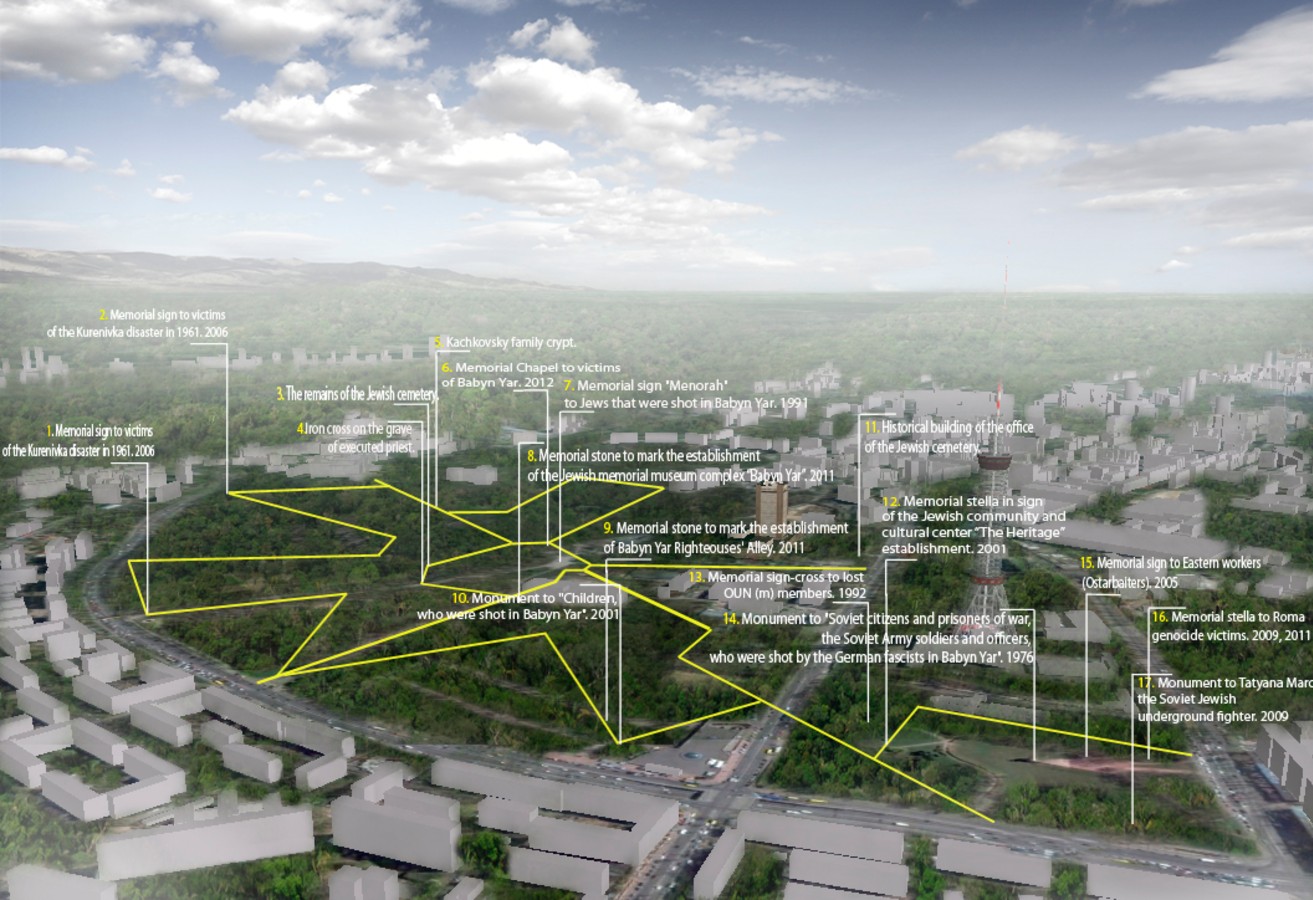 1. Memorial sign to victims
of the Kurenivka disaster in 1961. 2006
2. Memorial sign to victims
of the Kurenivka disaster in 1961. 2006
3. The remains of the Jewish cemetery.
4.Iron cross on the grave
of executed priest.
5. Kachkovsky family crypt.
6. Memorial Chapel to victims
of Babyn Yar. 2012
7. Memorial sign "Menorah"
to Jews that were shot in Babyn Yar. 1991
8. Memorial stone to mark the establishment
of the Jewish memorial museum complex "Babyn Yar". 2011
9. Memorial stone to mark the establishment
of Babyn Yar Righteouses' Alley. 2011
10. Monument to "Children,
who were shot in Babyn Yar". 2001
11. Historical building of the office
of the Jewish cemetery.
12. Memorial stella in sign
of the Jewish community and
cultural center "The Heritage"
establishment. 2001
13. Memorial sign-cross to lost
OUN (m) members. 1992
14. Monument to "Soviet citizens and prisoners of war,
the Soviet Army soldiers and officers,
who were shot by the German fascists in Babyn Yar". 1976
15. Memorial sign to Eastern workers
(Ostarbaiters). 2005
16. Memorial stella to Roma
genocide victims. 2009, 2011
17. Monument to Tatyana Marc
the Soviet Jewish
underground fighter. 2009